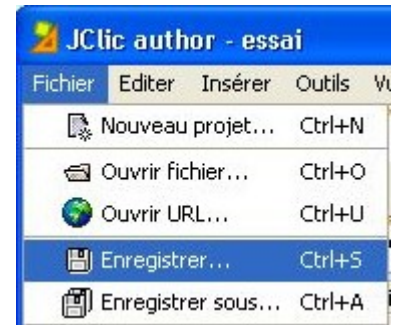 JClic author - essai
Fichier Editer Insérer Outils
Nouveau projet... Ctrl+N
Ouvrir fichier... Ctrl+O
Ouvrir URL... Ctrl+U
Enregistrer... Ctrl+S
Enregistrer sous... Ctrl+A